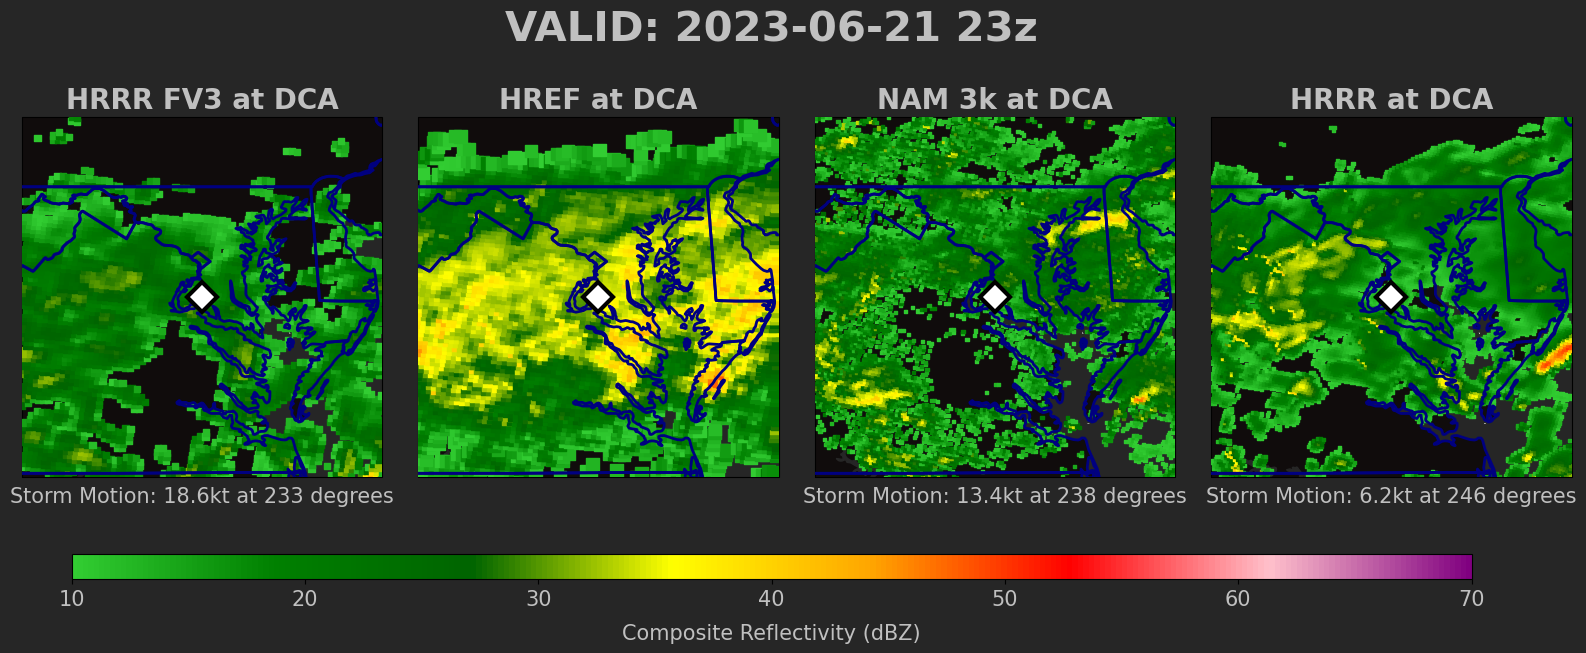 VALID: 2023-06-21 23z
HRRR FV3 at DCA
HREF at DCA
NAM 3k at DCA
HRRR at DCA
Storm Motion: 18.6kt at 233 degrees
Storm Motion: 13.4kt at 238 degrees
Storm Motion: 6.2kt at 246 degrees
10 20 30 40 50 60 70
Composite Reflectivity (dBZ)